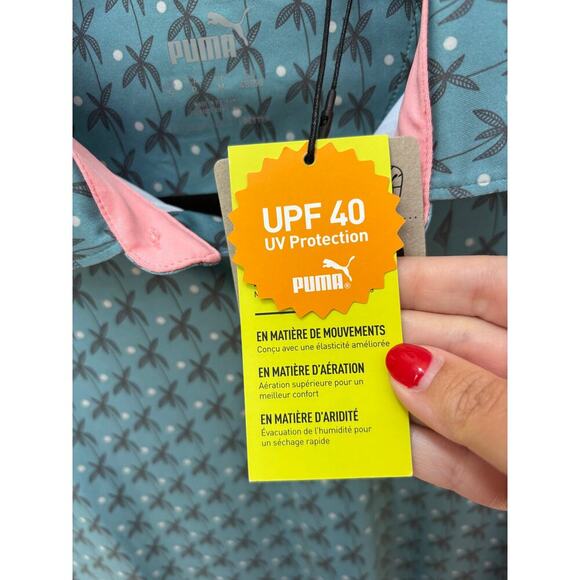 PUMA
UPF 40
UV Protection
PUMA®
EN MATIÈRE DE MOUVEMENTS
Conçu avec une élasticité améliorée
EN MATIÈRE D'AÉRATION
Aération supérieure pour un
meilleur confort
EN MATIÈRE D'ARIDITÉ
Évacuation de l'humidité pour
un séchage rapide